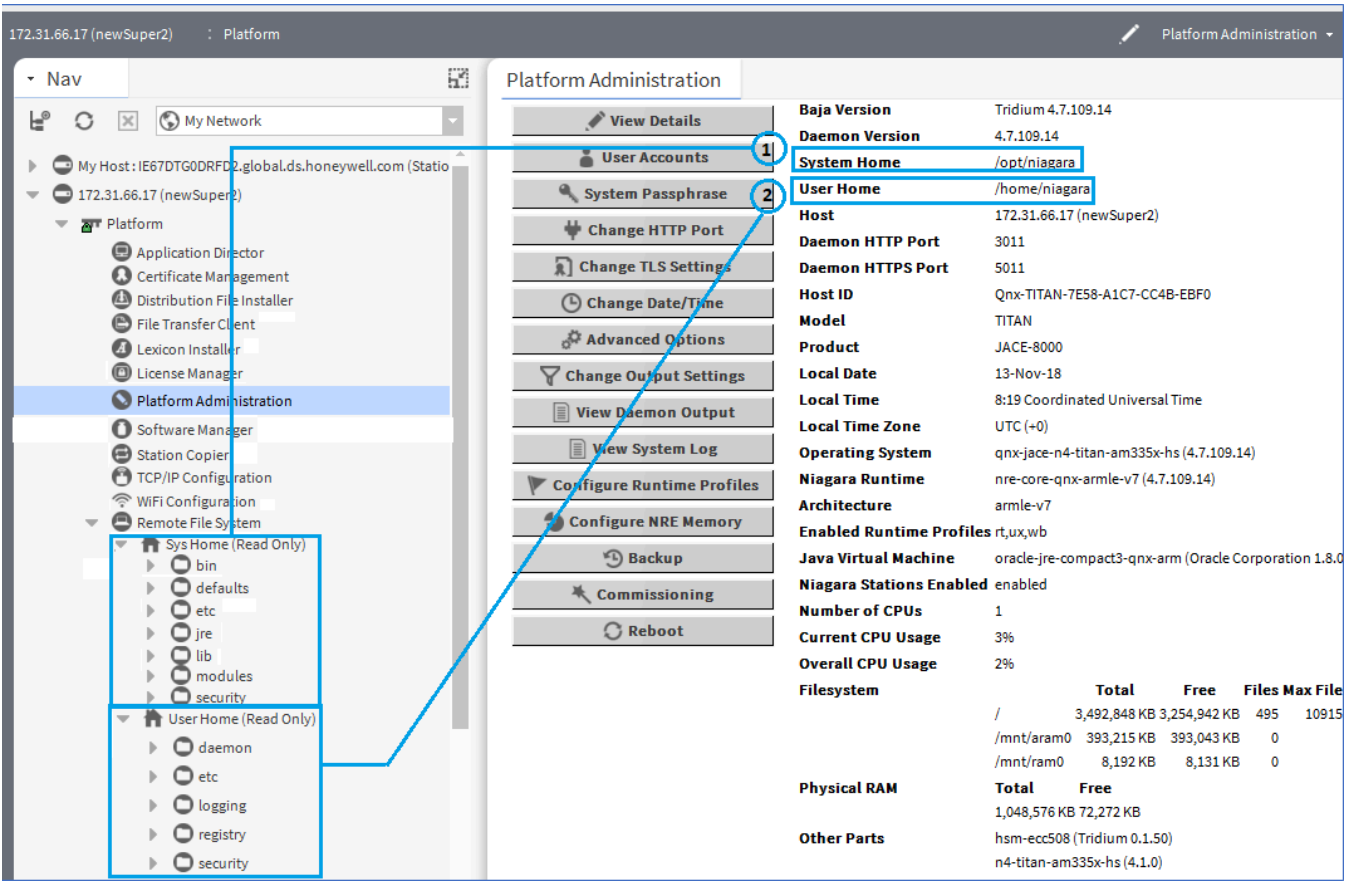 172.31.66.17 (newSuper2) : Platform
Platform Administration
Nav
My Network
My Host : IE67DTG0DRFD2.global.ds.honeywell.com (Statio
172.31.66.17 (newSuper2)
Platform
Application Director
Certificate Management
Distribution File Installer
File Transfer Client
Lexicon Installer
License Manager
Platform Administration
Software Manager
Station Copier
TCP/IP Configuration
WiFi Configuration
Remote File System
Sys Home (Read Only)
bin
defaults
etc
jre
lib
modules
security
User Home (Read Only)
daemon
etc
logging
registry
security
Platform Administration
View Details
User Accounts
System Passphrase
Change HTTP Port
Change TLS Settings
Change Date/Time
Advanced Options
Change Output Settings
View Daemon Output
View System Log
Configure Runtime Profiles
Configure NRE Memory
Backup
Commissioning
Reboot
1
2
Baja Version Tridium 4.7.109.14
Daemon Version 4.7.109.14
System Home /opt/niagara
User Home /home/niagara
Host 172.31.66.17 (newSuper2)
Daemon HTTP Port 3011
Daemon HTTPS Port 5011
Host ID Qnx-TITAN-7E58-A1C7-CC4B-EBF0
Model TITAN
Product JACE-8000
Local Date 13-Nov-18
Local Time 8:19 Coordinated Universal Time
Local Time Zone UTC (+0)
Operating System qnx-jace-n4-titan-am335x-hs (4.7.109.14)
Niagara Runtime nre-core-qnx-armle-v7 (4.7.109.14)
Architecture armle-v7
Enabled Runtime Profiles rt,ux,wb
Java Virtual Machine oracle-jre-compact3-qnx-arm (Oracle Corporation 1.8.0
Niagara Stations Enabled enabled
Number of CPUs 1
Current CPU Usage 3%
Overall CPU Usage 2%
Filesystem Total Free Files Max File
/ 3,492,848 KB 3,254,942 KB 495 10915
/mnt/aram0 393,215 KB 393,043 KB 0
/mnt/ram0 8,192 KB 8,131 KB 0
Physical RAM Total Free
1,048,576 KB 72,272 KB
Other Parts hsm-ecc508 (Tridium 0.1.50)
n4-titan-am335x-hs (4.1.0)